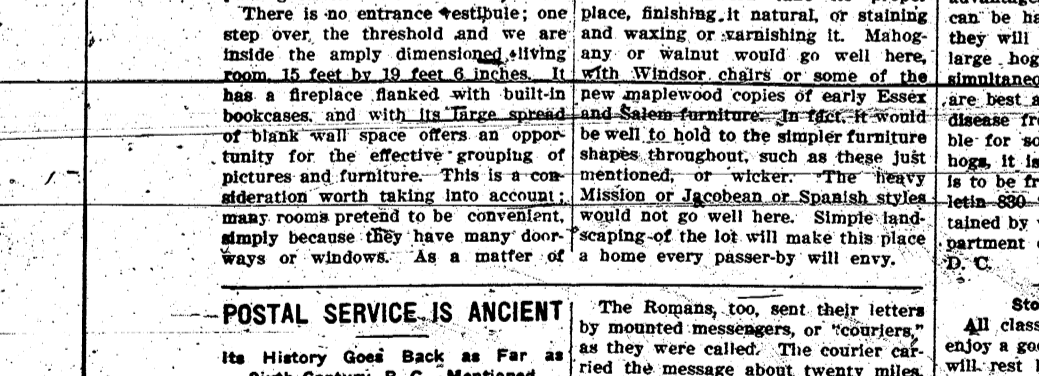 There is no entrance vestibule; one
step over the threshold and we are
inside the amply dimensioned living
room, 15 feet by 19 feet 6 inches. It
has a fireplace flanked with built-in
bookcases, and with its large spread
of blank wall space offers an oppor-
tunity for the effective grouping of
pictures and furniture. This is a con-
sideration worth taking into account;
many rooms pretend to be convenient,
simply because they have many door-
ways or windows. As a matter of
place, finishing it natural, or staining
and waxing or varnishing it. Mahog-
any or walnut would go well here,
with Windsor chairs or some of the
new maplewood copies of early Essex
and Salem furniture. In fact, it would
be well to hold to the simpler furniture
shapes throughout, such as these just
mentioned, or wicker. The heavy
Mission or Jacobean or Spanish styles
would not go well here. Simple land-
scaping of the lot will make this place
a home every passer-by will envy.
can be
they will
large
are best
disease
ble for
hogs, it is
is to be
letin 830
tained by
partment
D. C.
POSTAL SERVICE IS ANCIENT
Its History Goes Back as Far as
The Romans, too, sent their letters
by mounted messengers, or "couriers,"
as they were called. The courier car-
ried the message about twenty miles,
All
enjoy a
will rest